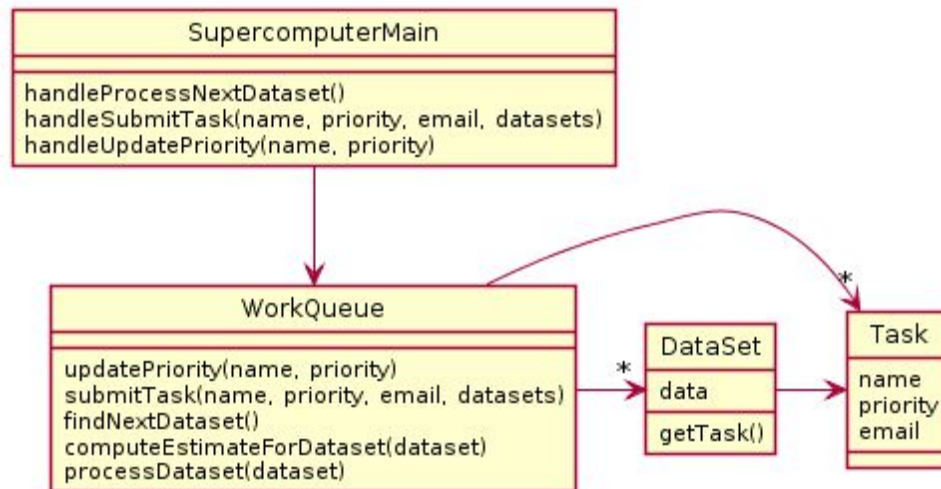 SupercomputerMain
handleProcessNextDataset()
handleSubmitTask(name, priority, email, datasets)
handleUpdatePriority(name, priority)
*
WorkQueue
updatePriority(name, priority)
submitTask(name, priority, email, datasets)
findNextDataset()
computeEstimateForDataset(dataset)
processDataset(dataset)
*
DataSet
data
getTask()
Task
name
priority
email